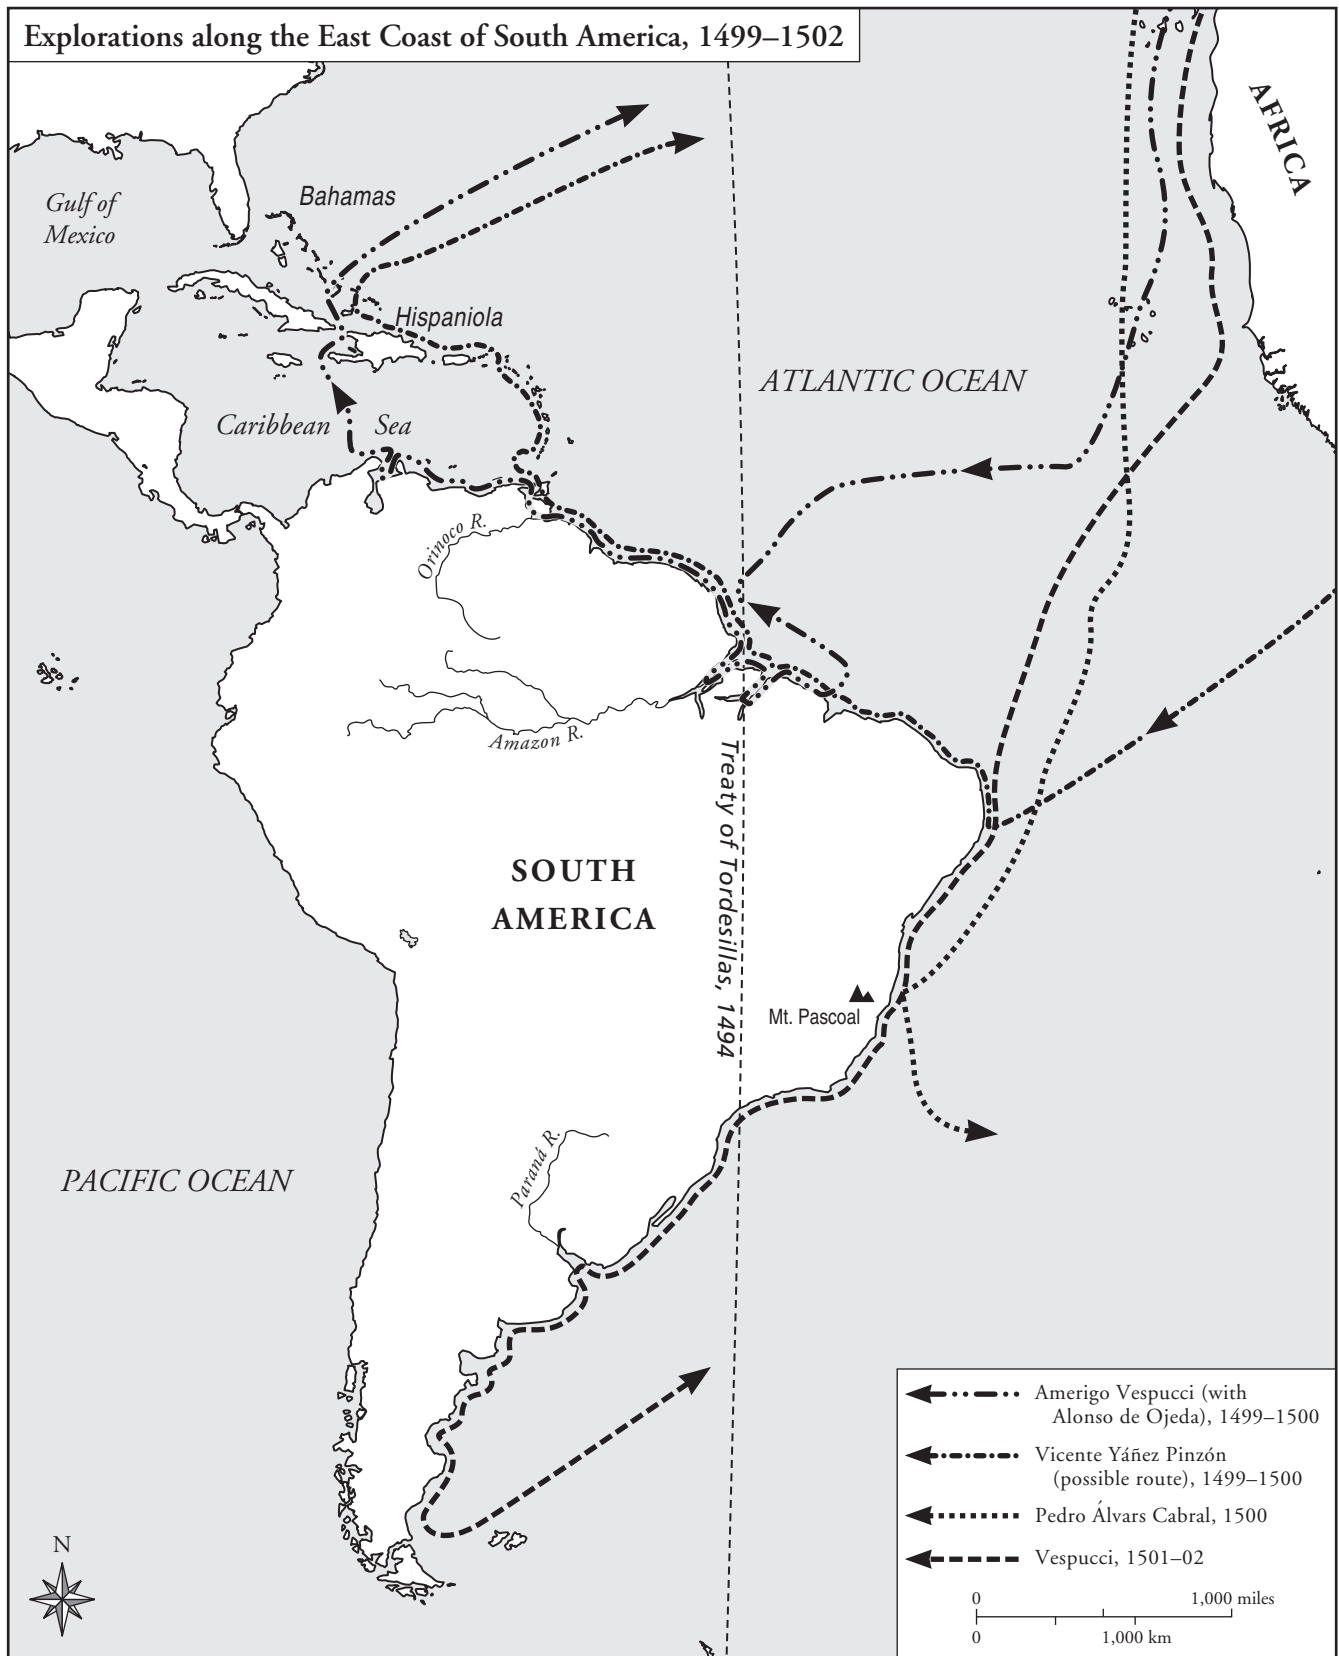 Explorations along the East Coast of South America, 1499–1502
AFRICA
Bahamas
Gulf of
Mexico
Hispaniola
ATLANTIC OCEAN
Caribbean Sea
Orinoco R.
Amazon R.
Treaty of Tordesillas, 1494
SOUTH
AMERICA
Mt. Pascoal
Paraná R.
PACIFIC OCEAN
Amerigo Vespucci (with
Alonso de Ojeda), 1499–1500
Vicente Yáñez Pinzón
(possible route), 1499–1500
Pedro Álvars Cabral, 1500
Vespucci, 1501–02
N
0 1,000 miles
0 1,000 km